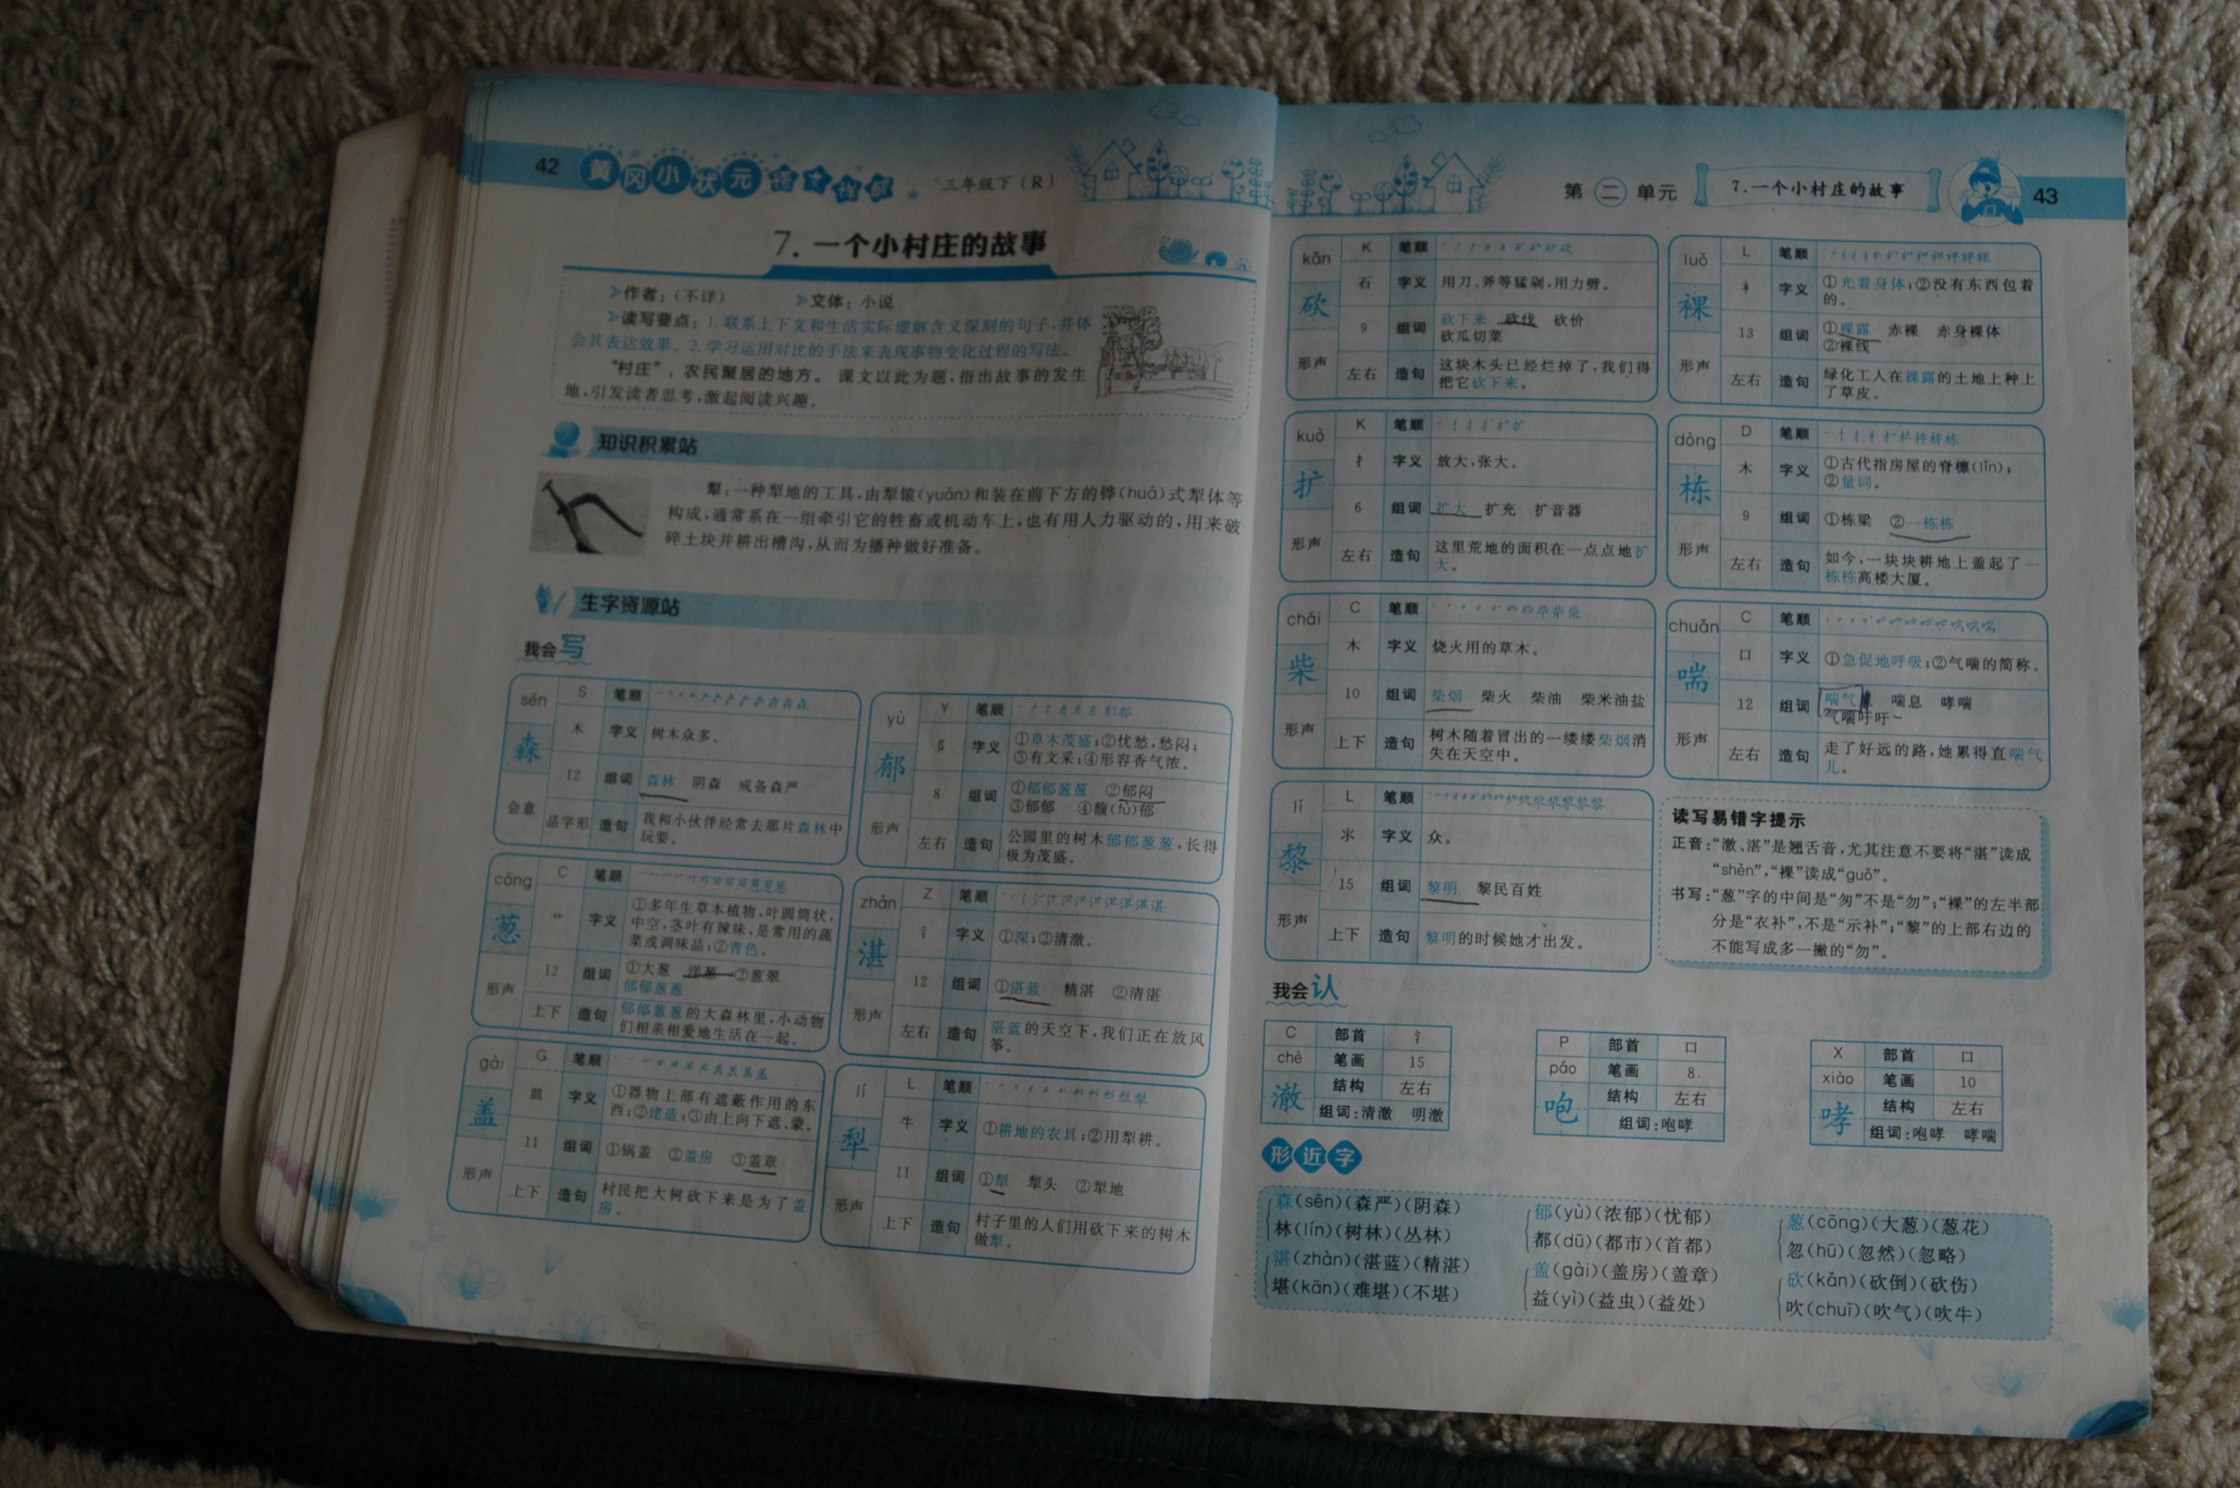 42 黄冈小状元 三年级下（R）
7. 一个小村庄的故事
作者：（不详） 文体：小说
读写要点：1. 联系上下文和生活实际理解含义深刻的句子，并体
会其表达效果。2. 学习运用对比的手法来表现事物变化过程的写法。
“村庄”，农民聚居的地方。课文以此为题，指出故事的发生
地，引发读者思考，激起阅读兴趣。
知识积累站
犁：一种犁地的工具，由犁辕(yuán)和装在前下方的铧(huá)式犁体等
构成，通常系在一组牵引它的牲畜或机动车上，也有用人力驱动的，用来破
碎土块并耕出槽沟，从而为播种做好准备。
生字资源站
我会写
sēn S 笔顺
森 木 字义 树木众多。
12 组词 森林 阴森 戒备森严
会意 品字形 造句 我和小伙伴经常去那片森林中
玩耍。
yù Y 笔顺
郁 阝 字义 ①草木茂盛；②忧愁，愁闷；
③有文采；④形容香气浓。
8 组词 ①郁郁葱葱 ②郁闷
③郁郁 ④馥(fù)郁
形声 左右 造句 公园里的树木郁郁葱葱，长得
极为茂盛。
cōng C 笔顺
葱 艹 字义 ①多年生草本植物，叶圆筒状，
中空，茎叶有辣味，是常用的蔬
菜或调味品；②青色。
12 组词 ①大葱 洋葱 ②葱翠
郁郁葱葱
形声 上下 造句 郁郁葱葱的大森林里，小动物
们相亲相爱地生活在一起。
zhàn Z 笔顺
湛 氵 字义 ①深；②清澈。
12 组词 ①湛蓝 精湛 ②清湛
形声 左右 造句 湛蓝的天空下，我们正在放风
筝。
gài G 笔顺
盖 皿 字义 ①器物上部有遮蔽作用的东
西；②建造；③由上向下遮、蒙。
11 组词 ①锅盖 ②盖房 ③盖章
形声 上下 造句 村民把大树砍下来是为了盖
房。
lí L 笔顺
犁 牛 字义 ①耕地的农具；②用犁耕。
11 组词 ①犁 犁头 ②犁地
形声 上下 造句 村子里的人们用砍下来的树木
做犁。
第二单元 7. 一个小村庄的故事 43
kǎn K 笔顺
砍 石 字义 用刀、斧等猛剁，用力劈。
9 组词 砍下来 砍伐 砍价
砍瓜切菜
形声 左右 造句 这块木头已经烂掉了，我们得
把它砍下来。
luǒ L 笔顺
裸 衤 字义 ①光着身体；②没有东西包着
的。
13 组词 ①裸露 赤裸 赤身裸体
②裸线
形声 左右 造句 绿化工人在裸露的土地上种上
了草皮。
kuò K 笔顺
扩 扌 字义 放大，张大。
6 组词 扩大 扩充 扩音器
形声 左右 造句 这里荒地的面积在一点点地扩
大。
dòng D 笔顺
栋 木 字义 ①古代指房屋的脊檩(lǐn)；
②量词。
9 组词 ①栋梁 ②一栋栋
形声 左右 造句 如今，一块块耕地上盖起了一
栋栋高楼大厦。
chái C 笔顺
柴 木 字义 烧火用的草木。
10 组词 柴烟 柴火 柴油 柴米油盐
形声 上下 造句 树木随着冒出的一缕缕柴烟消
失在天空中。
chuǎn C 笔顺
喘 口 字义 ①急促地呼吸；②气喘的简称。
12 组词 喘气 喘息 哮喘
气喘吁吁
形声 左右 造句 走了好远的路，她累得直喘气
儿。
lí L 笔顺
黎 氺 字义 众。
15 组词 黎明 黎民百姓
形声 上下 造句 黎明的时候她才出发。
读写易错字提示
正音：“澈、湛”是翘舌音，尤其注意不要将“湛”读成
“shèn”，“裸”读成“guǒ”。
书写：“葱”字的中间是“勿”不是“匆”；“裸”的左半部
分是“衣补”，不是“示补”；“黎”的上部右边的
不能写成多一撇的“勿”。
我会认
C 部首 氵
chè 笔画 15
澈 结构 左右
组词：清澈 明澈
P 部首 口
páo 笔画 8
咆 结构 左右
组词：咆哮
X 部首 口
xiào 笔画 10
哮 结构 左右
组词：咆哮 哮喘
形近字
森(sēn)(森严)(阴森) 郁(yù)(浓郁)(忧郁) 葱(cōng)(大葱)(葱花)
林(lín)(树林)(丛林) 都(dū)(都市)(首都) 忽(hū)(忽然)(忽略)
湛(zhàn)(湛蓝)(精湛) 盖(gài)(盖房)(盖章) 砍(kǎn)(砍倒)(砍伤)
堪(kān)(难堪)(不堪) 益(yì)(益虫)(益处) 吹(chuī)(吹气)(吹牛)